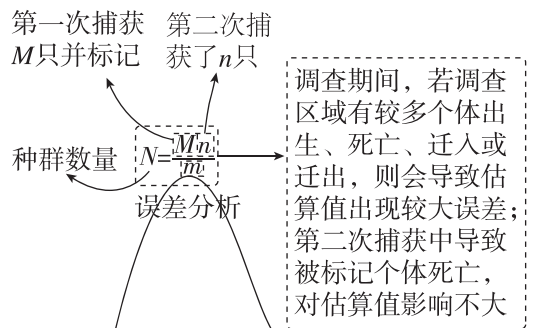 第一次捕获
M只并标记
第二次捕
获了n只
种群数量
N=Mn/m
误差分析
调查期间，若调查
区域有较多个体出
生、死亡、迁入或
迁出，则会导致估
算值出现较大误差；
第二次捕获中导致
被标记个体死亡，
对估算值影响不大